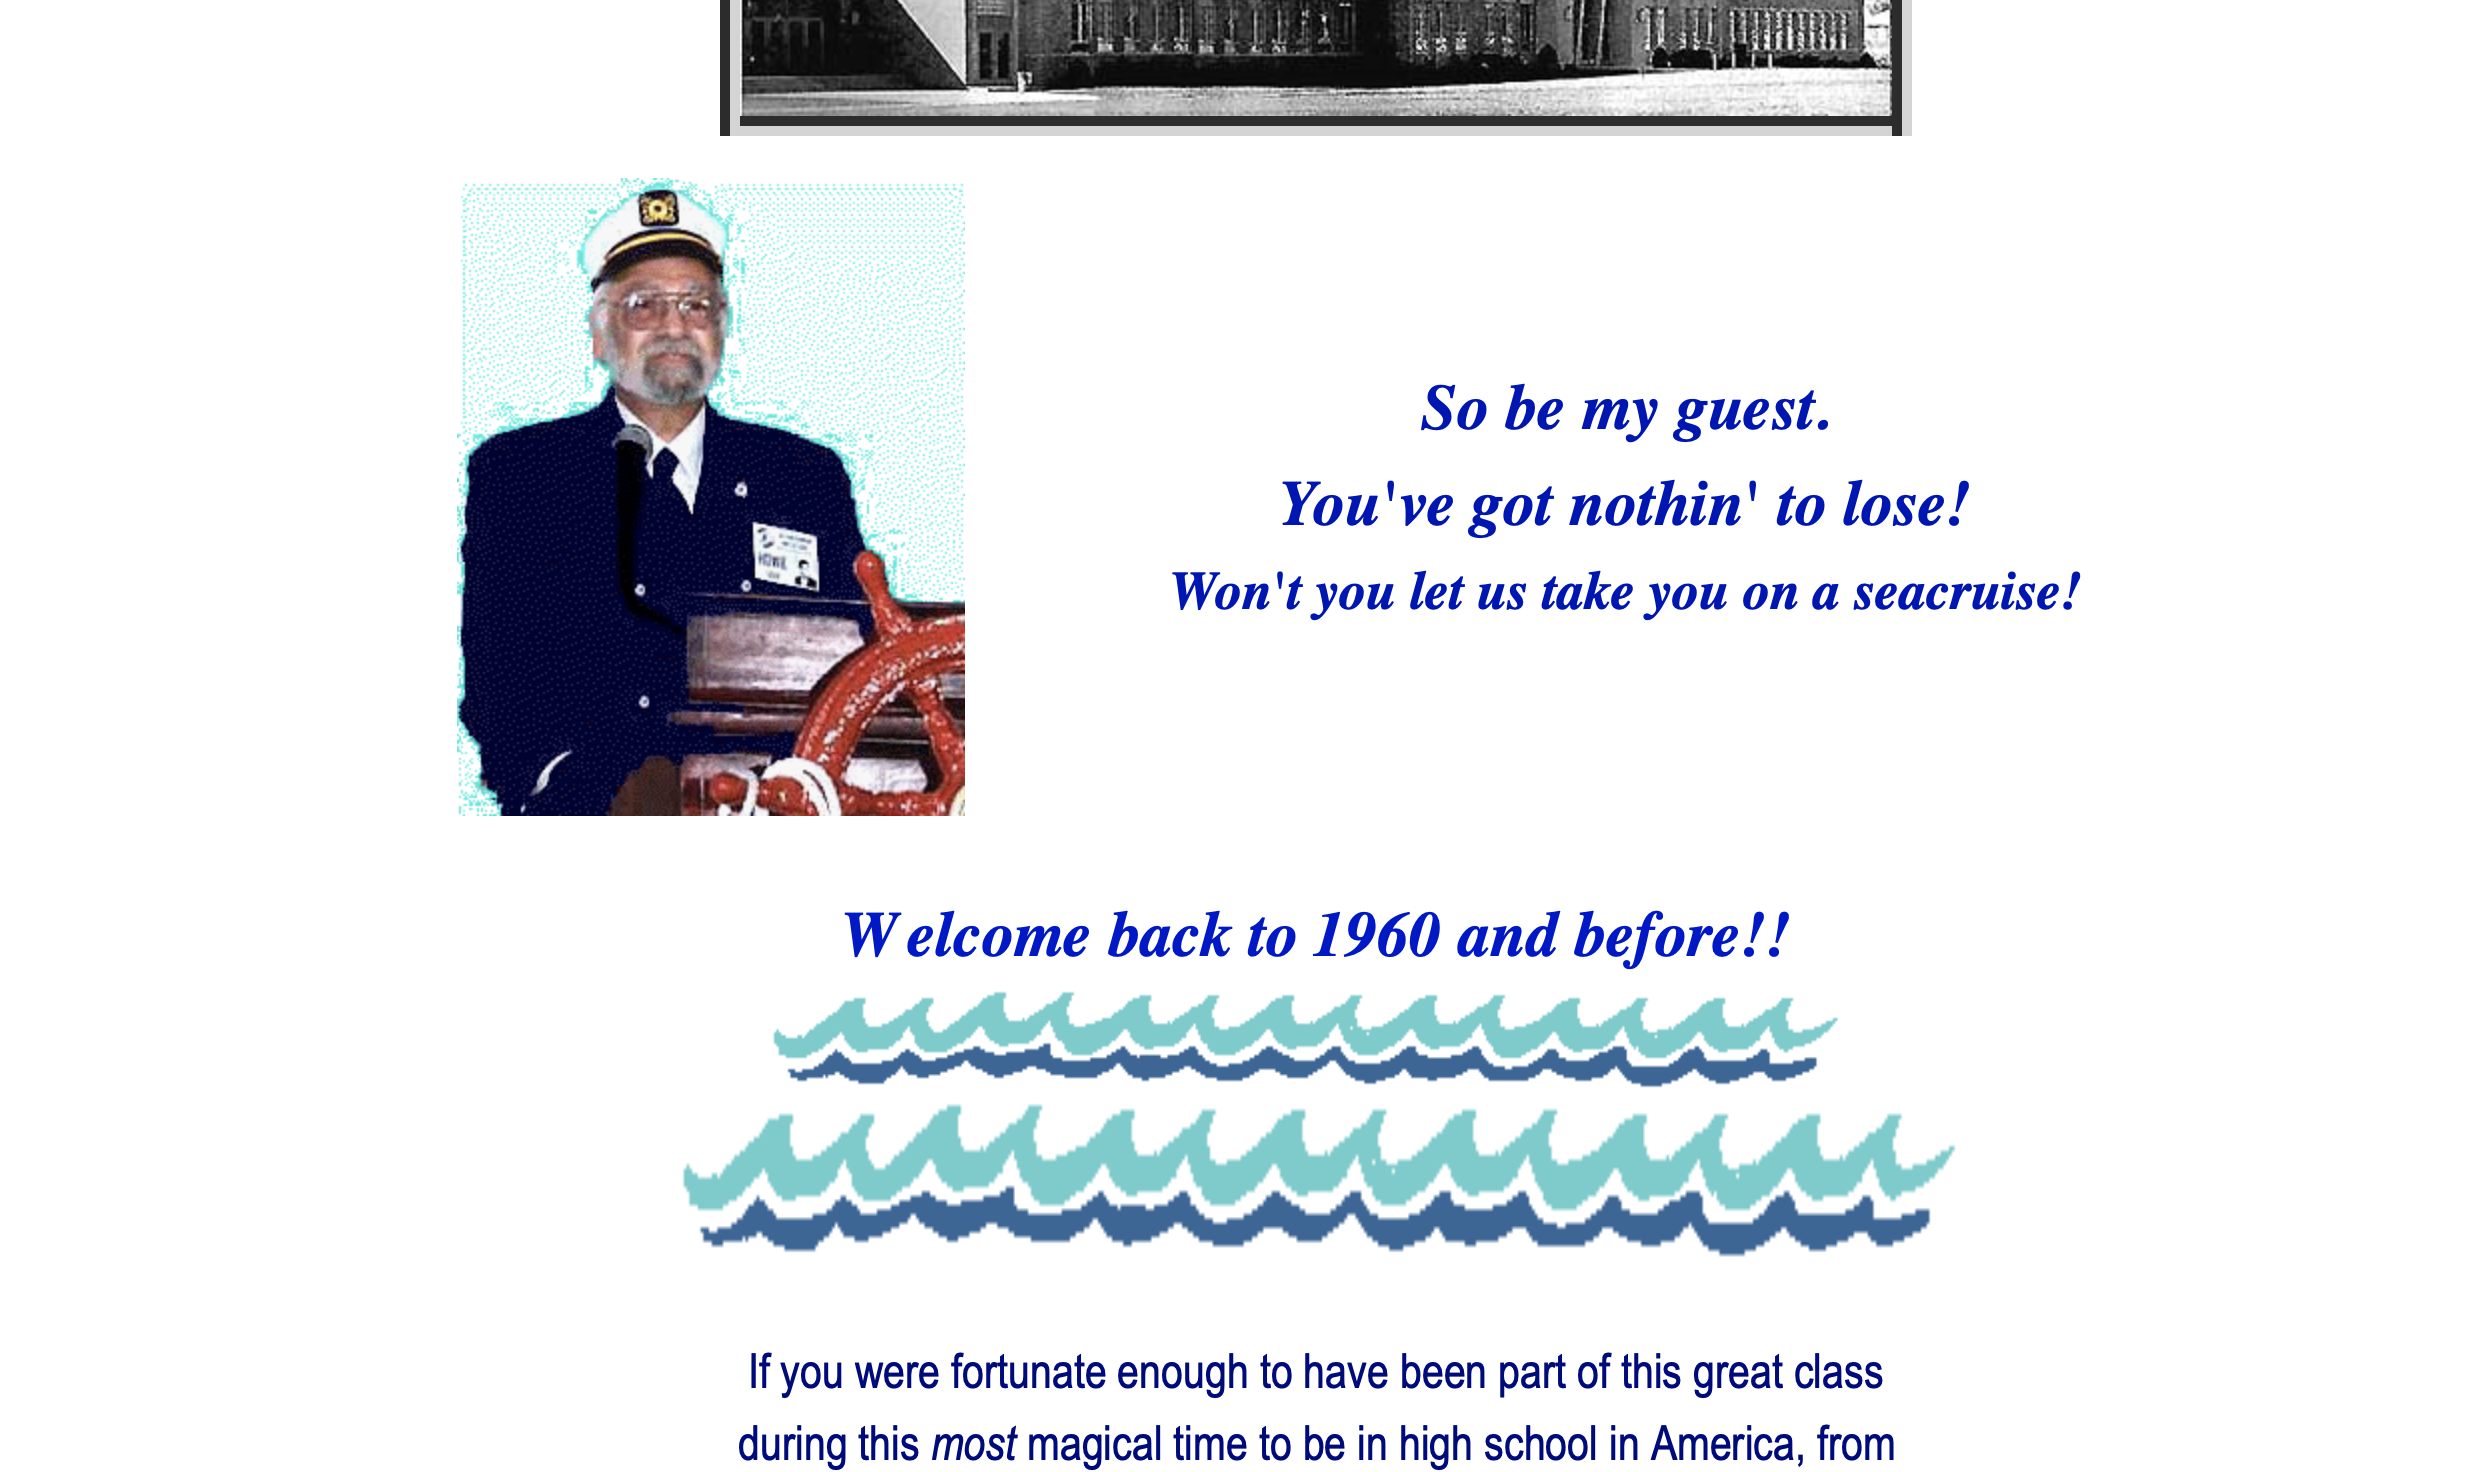 So be my guest.
You've got nothin' to lose!
Won't you let us take you on a seacruise!
Welcome back to 1960 and before!!
If you were fortunate enough to have been part of this great class
during this most magical time to be in high school in America, from